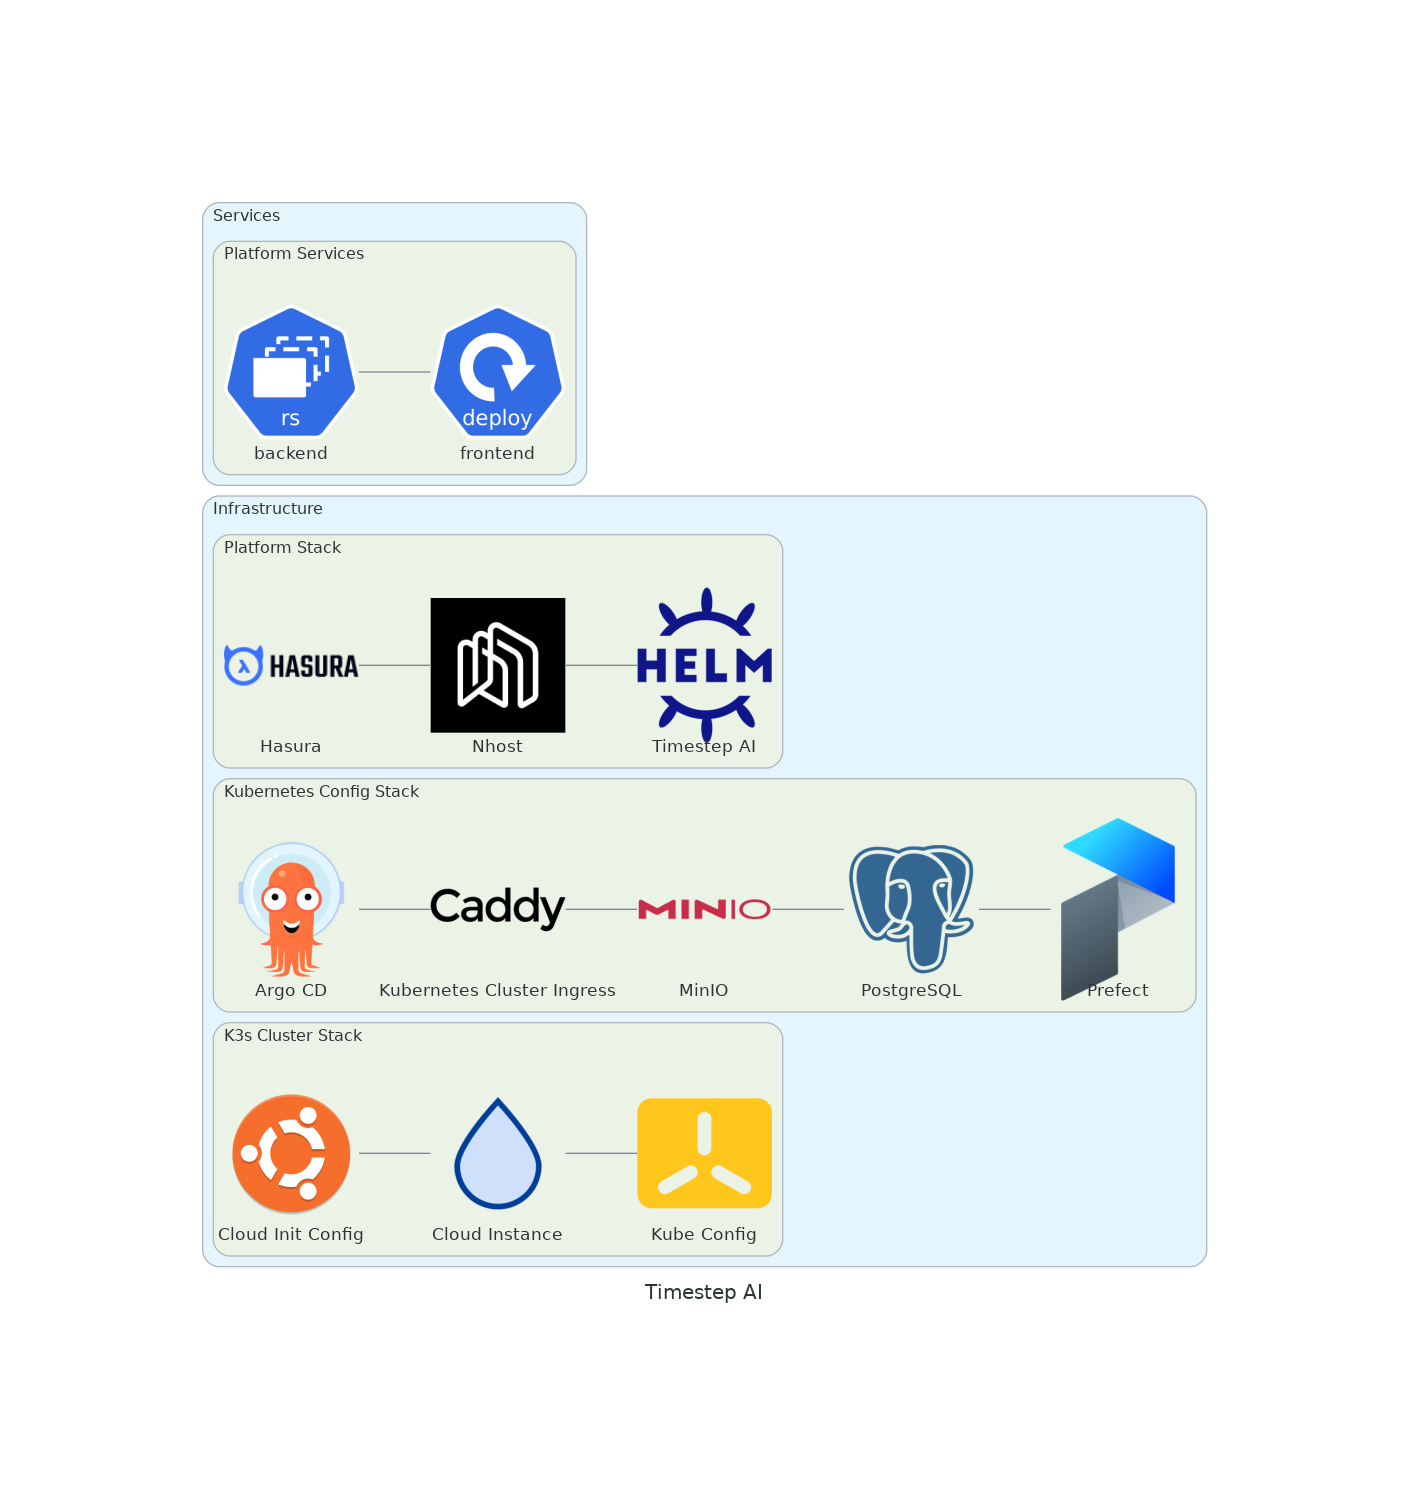 Services
Platform Services
rs
deploy
backend
frontend
Infrastructure
Platform Stack
HASURA
HELM
Hasura
Nhost
Timestep AI
Kubernetes Config Stack
Caddy
MINIO
Argo CD
Kubernetes Cluster Ingress
MinIO
PostgreSQL
Prefect
K3s Cluster Stack
Cloud Init Config
Cloud Instance
Kube Config
Timestep AI